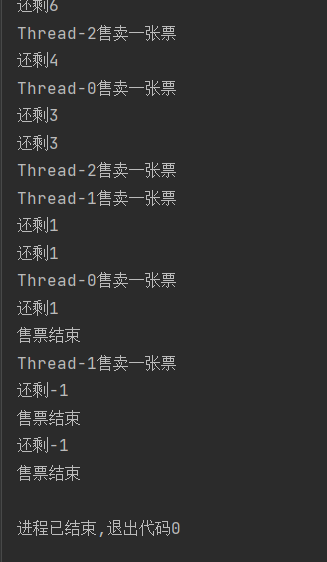 还剩6
Thread-2售卖一张票
还剩4
Thread-0售卖一张票
还剩3
还剩3
Thread-2售卖一张票
Thread-1售卖一张票
还剩1
还剩1
Thread-0售卖一张票
还剩1
售票结束
Thread-1售卖一张票
还剩-1
售票结束
还剩-1
售票结束
进程已结束,退出代码0